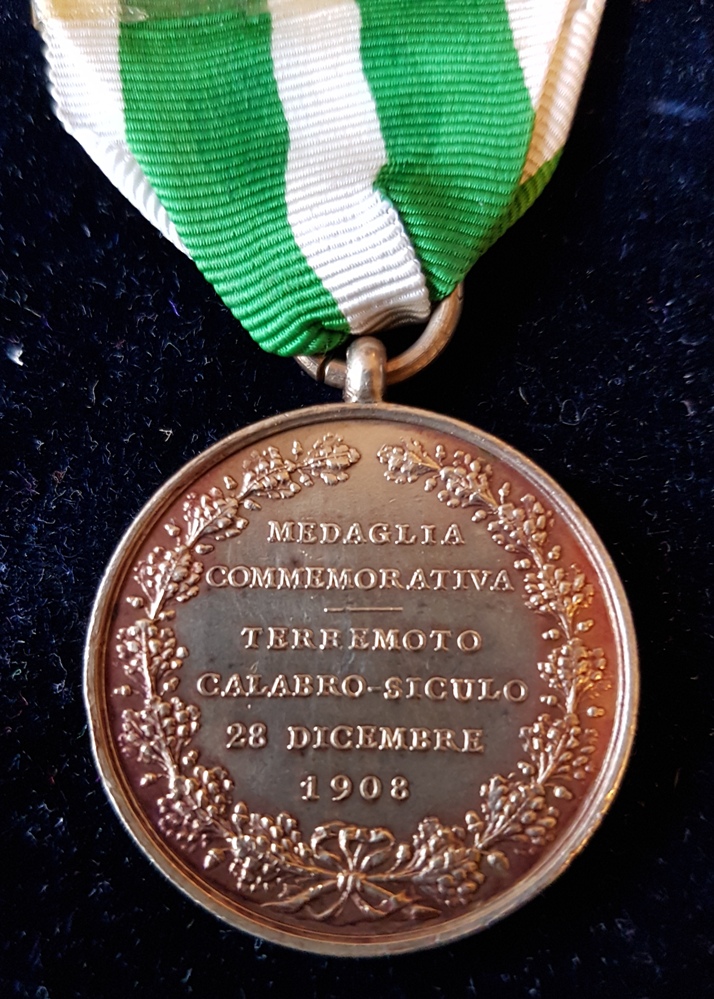 MEDAGLIA
COMMEMORATIVA
TERREMOTO
CALABRO-SICULO
28 DICEMBRE
1908